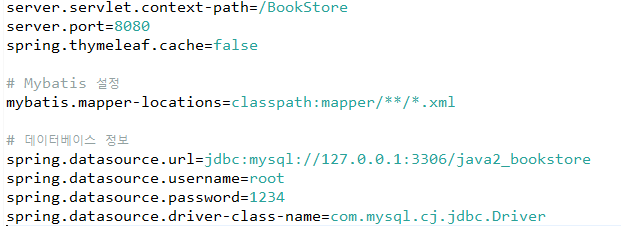 server.servlet.context-path=/BookStore
server.port=8080
spring.thymeleaf.cache=false
# Mybatis 설정
mybatis.mapper-locations=classpath:mapper/**/*.xml
# 데이터베이스 정보
spring.datasource.url=jdbc:mysql://127.0.0.1:3306/java2_bookstore
spring.datasource.username=root
spring.datasource.password=1234
spring.datasource.driver-class-name=com.mysql.cj.jdbc.Driver